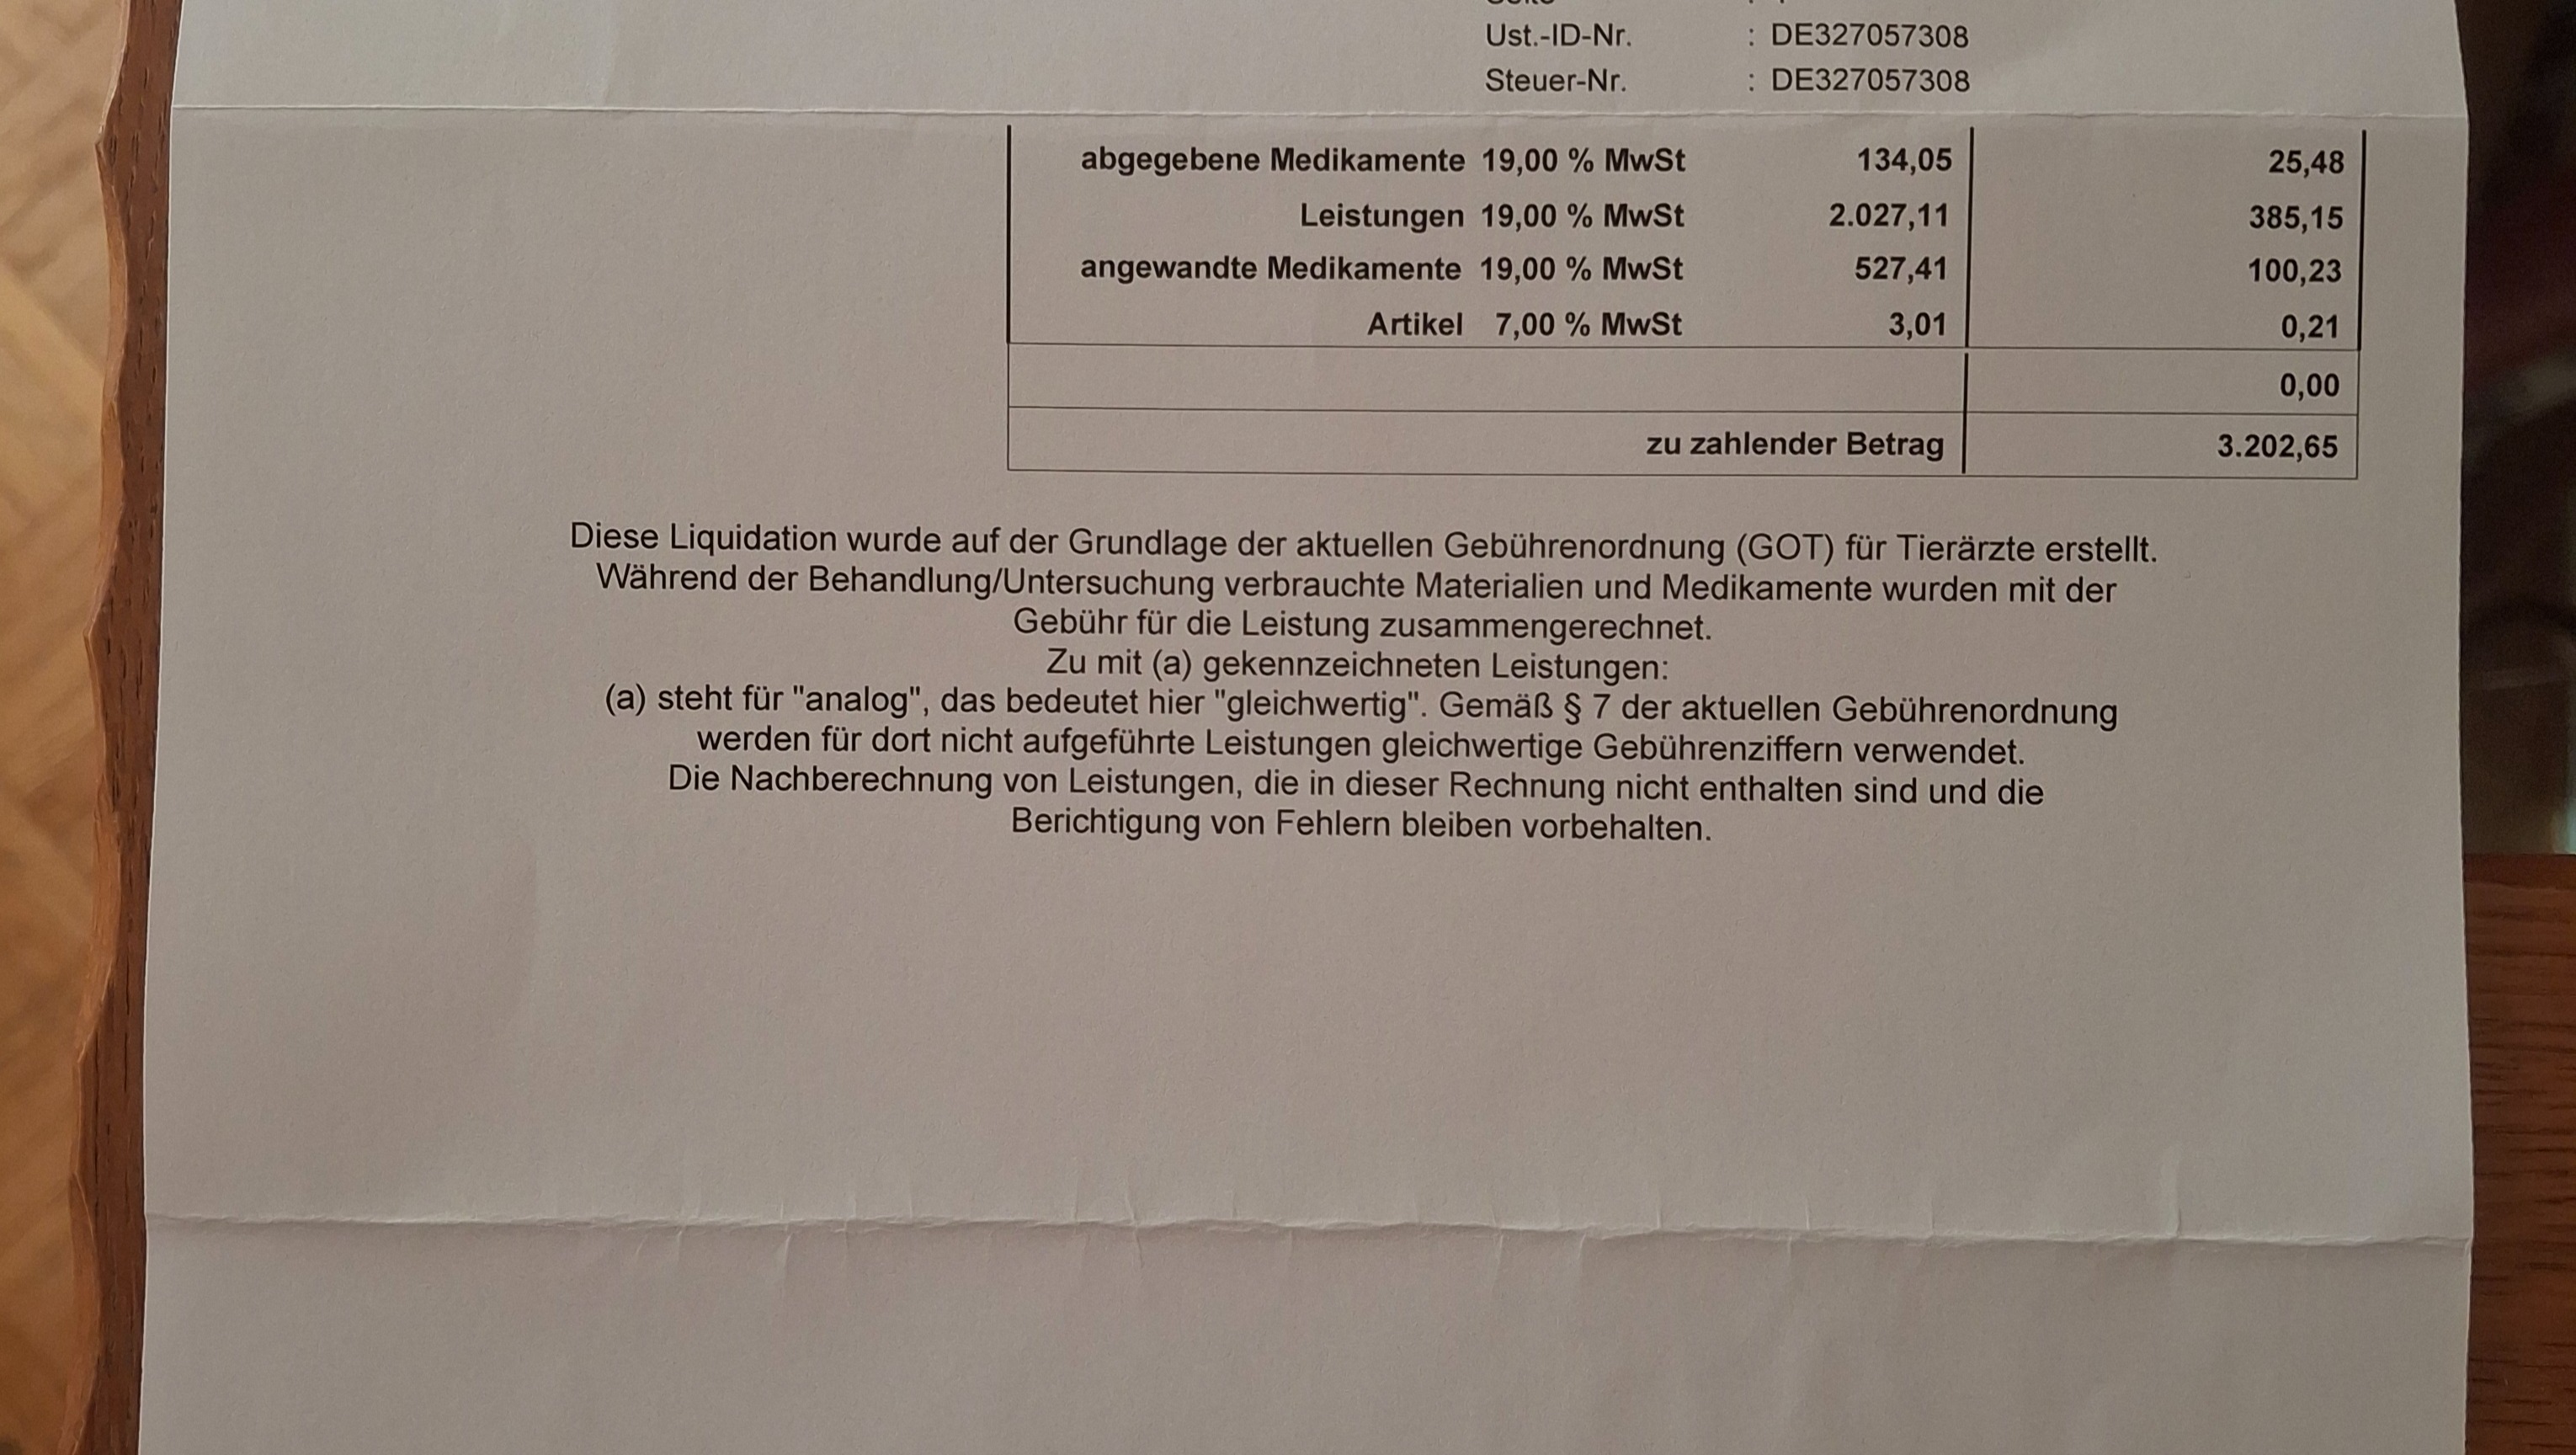 Ust.-ID-Nr. : DE327057308
Steuer-Nr. : DE327057308
abgegebene Medikamente 19,00 % MwSt 134,05 25,48
Leistungen 19,00 % MwSt 2.027,11 385,15
angewandte Medikamente 19,00 % MwSt 527,41 100,23
Artikel 7,00 % MwSt 3,01 0,21
0,00
zu zahlender Betrag 3.202,65
Diese Liquidation wurde auf der Grundlage der aktuellen Gebührenordnung (GOT) für Tierärzte erstellt.
Während der Behandlung/Untersuchung verbrauchte Materialien und Medikamente wurden mit der
Gebühr für die Leistung zusammengerechnet.
Zu mit (a) gekennzeichneten Leistungen:
(a) steht für "analog", das bedeutet hier "gleichwertig". Gemäß § 7 der aktuellen Gebührenordnung
werden für dort nicht aufgeführte Leistungen gleichwertige Gebührenziffern verwendet.
Die Nachberechnung von Leistungen, die in dieser Rechnung nicht enthalten sind und die
Berichtigung von Fehlern bleiben vorbehalten.